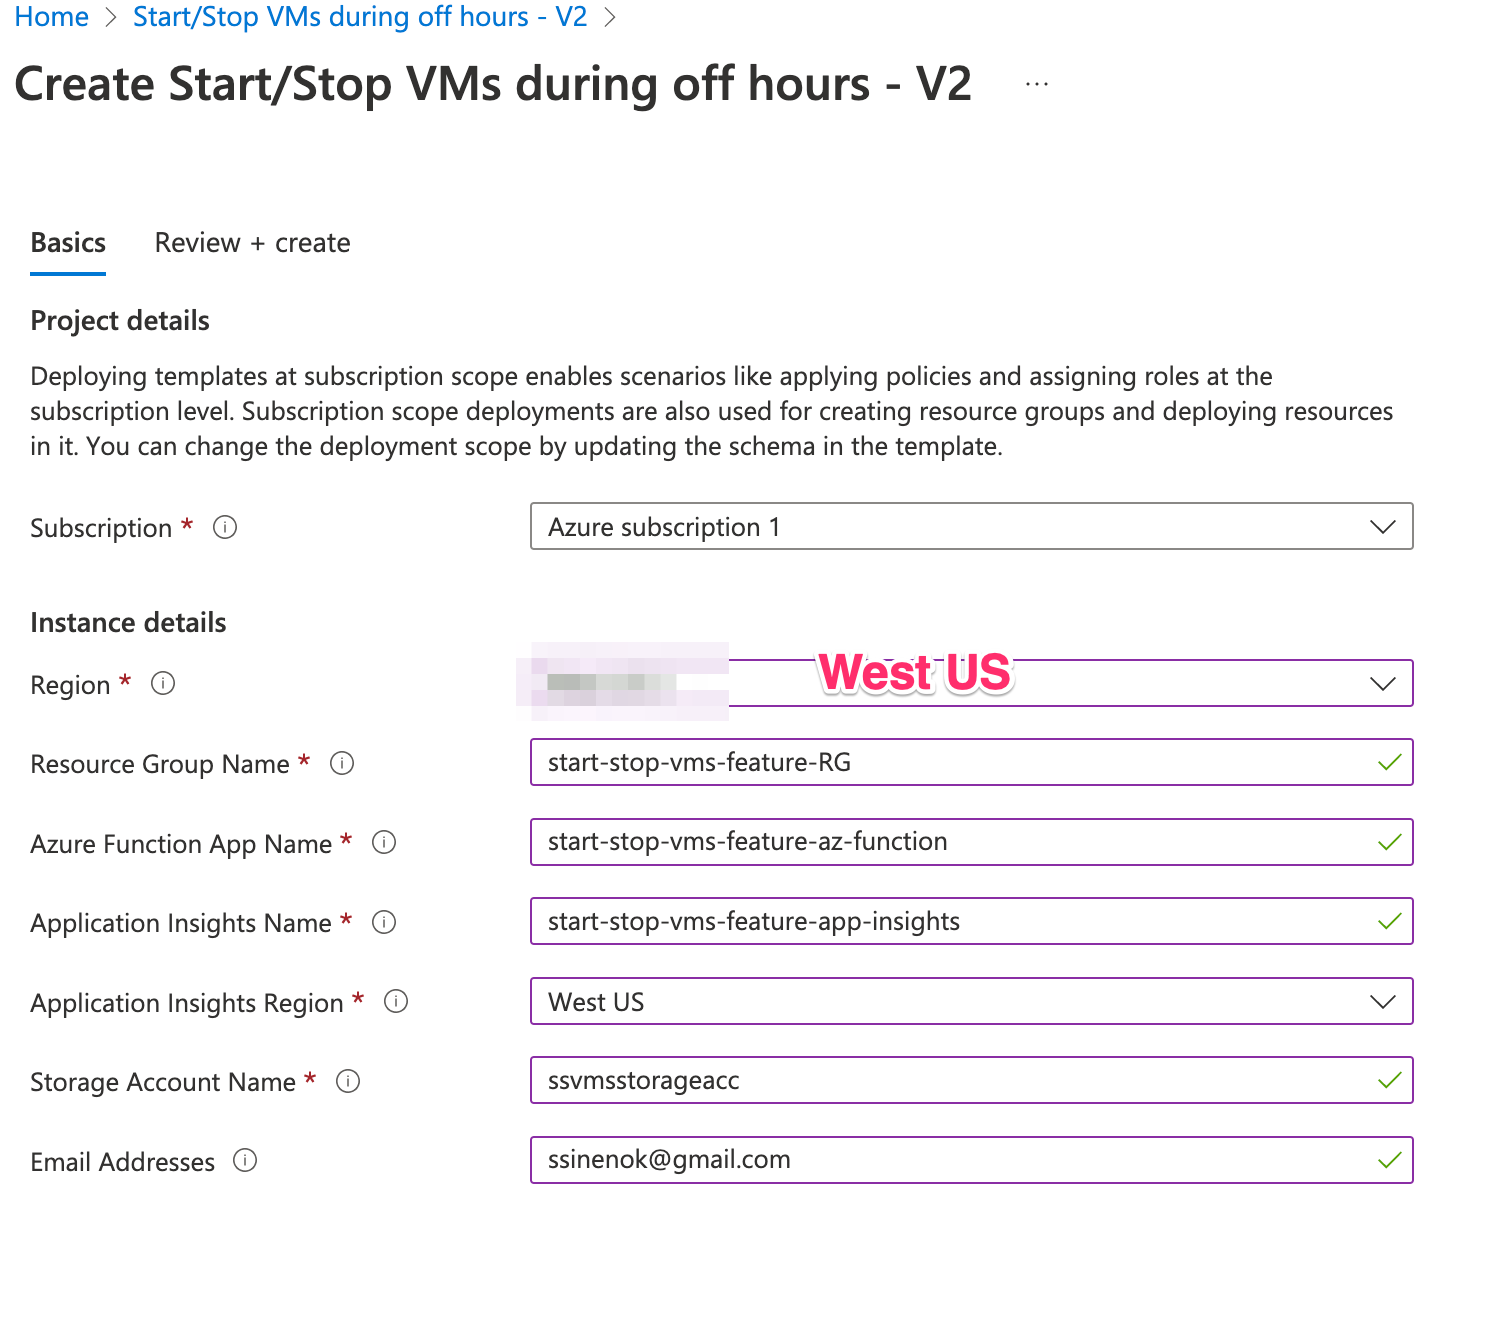 Home > Start/Stop VMs during off hours - V2 >
Create Start/Stop VMs during off hours - V2 ...
Basics Review + create
Project details
Deploying templates at subscription scope enables scenarios like applying policies and assigning roles at the
subscription level. Subscription scope deployments are also used for creating resource groups and deploying resources
in it. You can change the deployment scope by updating the schema in the template.
Subscription * Azure subscription 1
Instance details
Region * West US
Resource Group Name * start-stop-vms-feature-RG
Azure Function App Name * start-stop-vms-feature-az-function
Application Insights Name * start-stop-vms-feature-app-insights
Application Insights Region * West US
Storage Account Name * ssvmsstorageacc
Email Addresses ssinenok@gmail.com